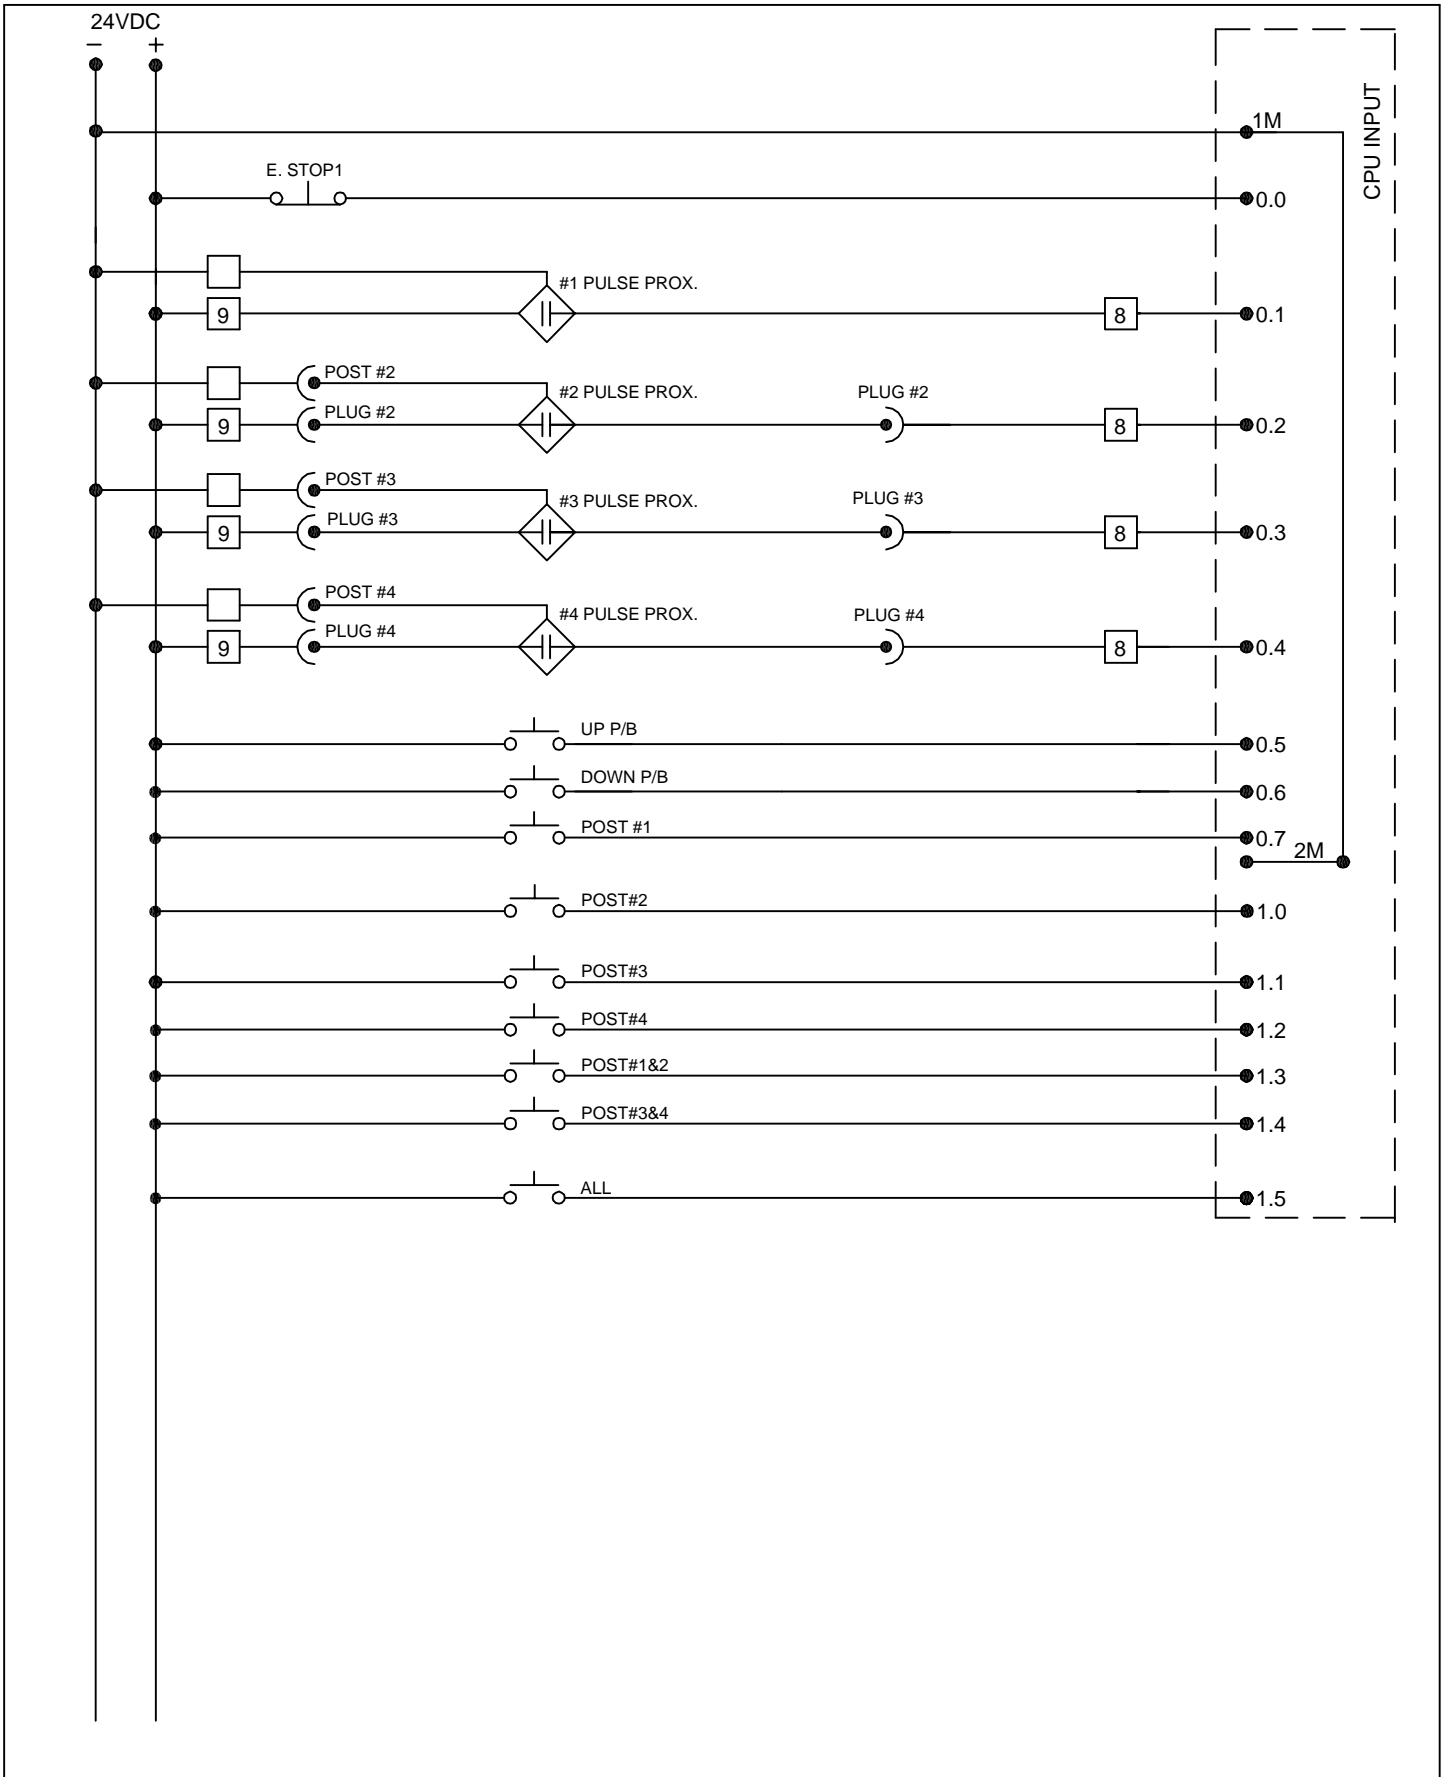 24VDC
– +
1M
CPU INPUT
E. STOP1
0.0
#1 PULSE PROX.
9 8 0.1
POST #2
#2 PULSE PROX.
PLUG #2
PLUG #2
9 8 0.2
POST #3
#3 PULSE PROX.
PLUG #3
PLUG #3
9 8 0.3
POST #4
#4 PULSE PROX.
PLUG #4
PLUG #4
9 8 0.4
UP P/B
0.5
DOWN P/B
0.6
POST #1
0.7
2M
POST#2
1.0
POST#3
1.1
POST#4
1.2
POST#1&2
1.3
POST#3&4
1.4
ALL
1.5